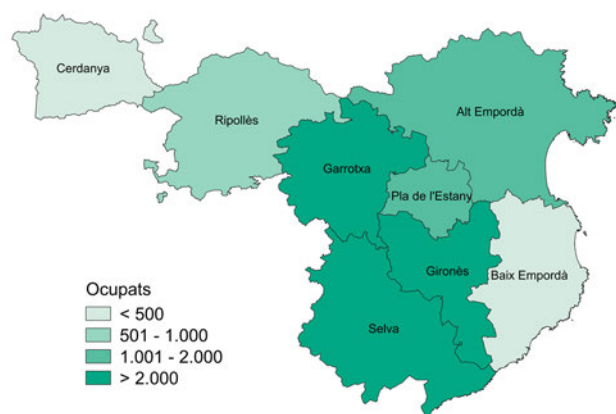 Cerdanya
Ripollès
Alt Empordà
Garrotxa
Pla de l'Estany
Gironès
Baix Empordà
Selva
Ocupats
< 500
501 - 1.000
1.001 - 2.000
> 2.000